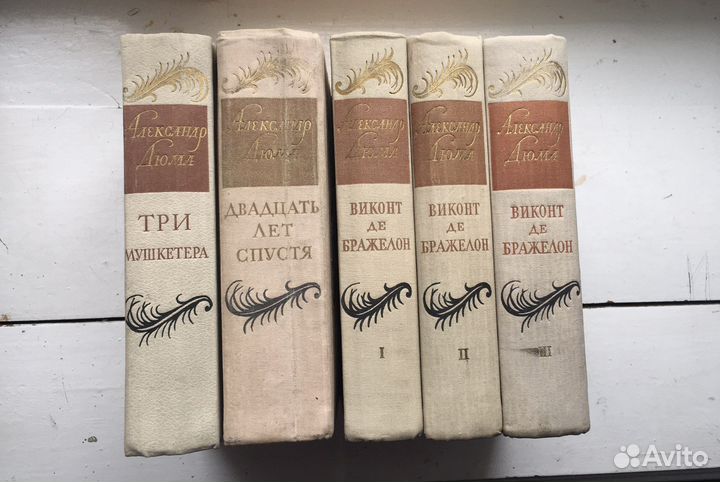 Александр
Дюма
ТРИ
МУШКЕТЕРА
Александр
Дюма
ДВАДЦАТЬ
ЛЕТ
СПУСТЯ
Александр
Дюма
ВИКОНТ
ДЕ
БРАЖЕЛОН
I
Александр
Дюма
ВИКОНТ
ДЕ
БРАЖЕЛОН
II
Александр
Дюма
ВИКОНТ
ДЕ
БРАЖЕЛОН
III
Avito